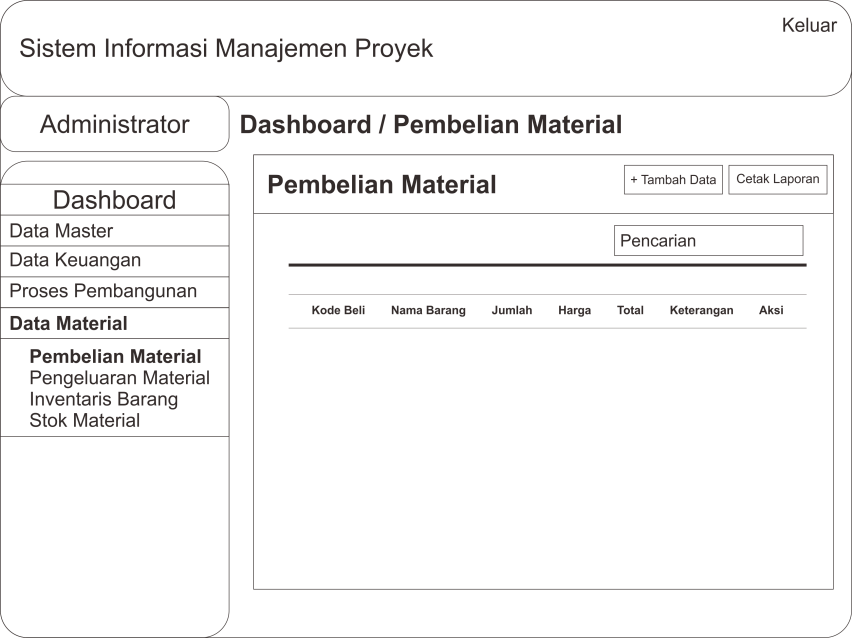 Keluar
Sistem Informasi Manajemen Proyek
Administrator
Dashboard / Pembelian Material
Dashboard
Data Master
Data Keuangan
Proses Pembangunan
Data Material
Pembelian Material
Pengeluaran Material
Inventaris Barang
Stok Material
Pembelian Material
+ Tambah Data
Cetak Laporan
Pencarian
Kode Beli Nama Barang Jumlah Harga Total Keterangan Aksi